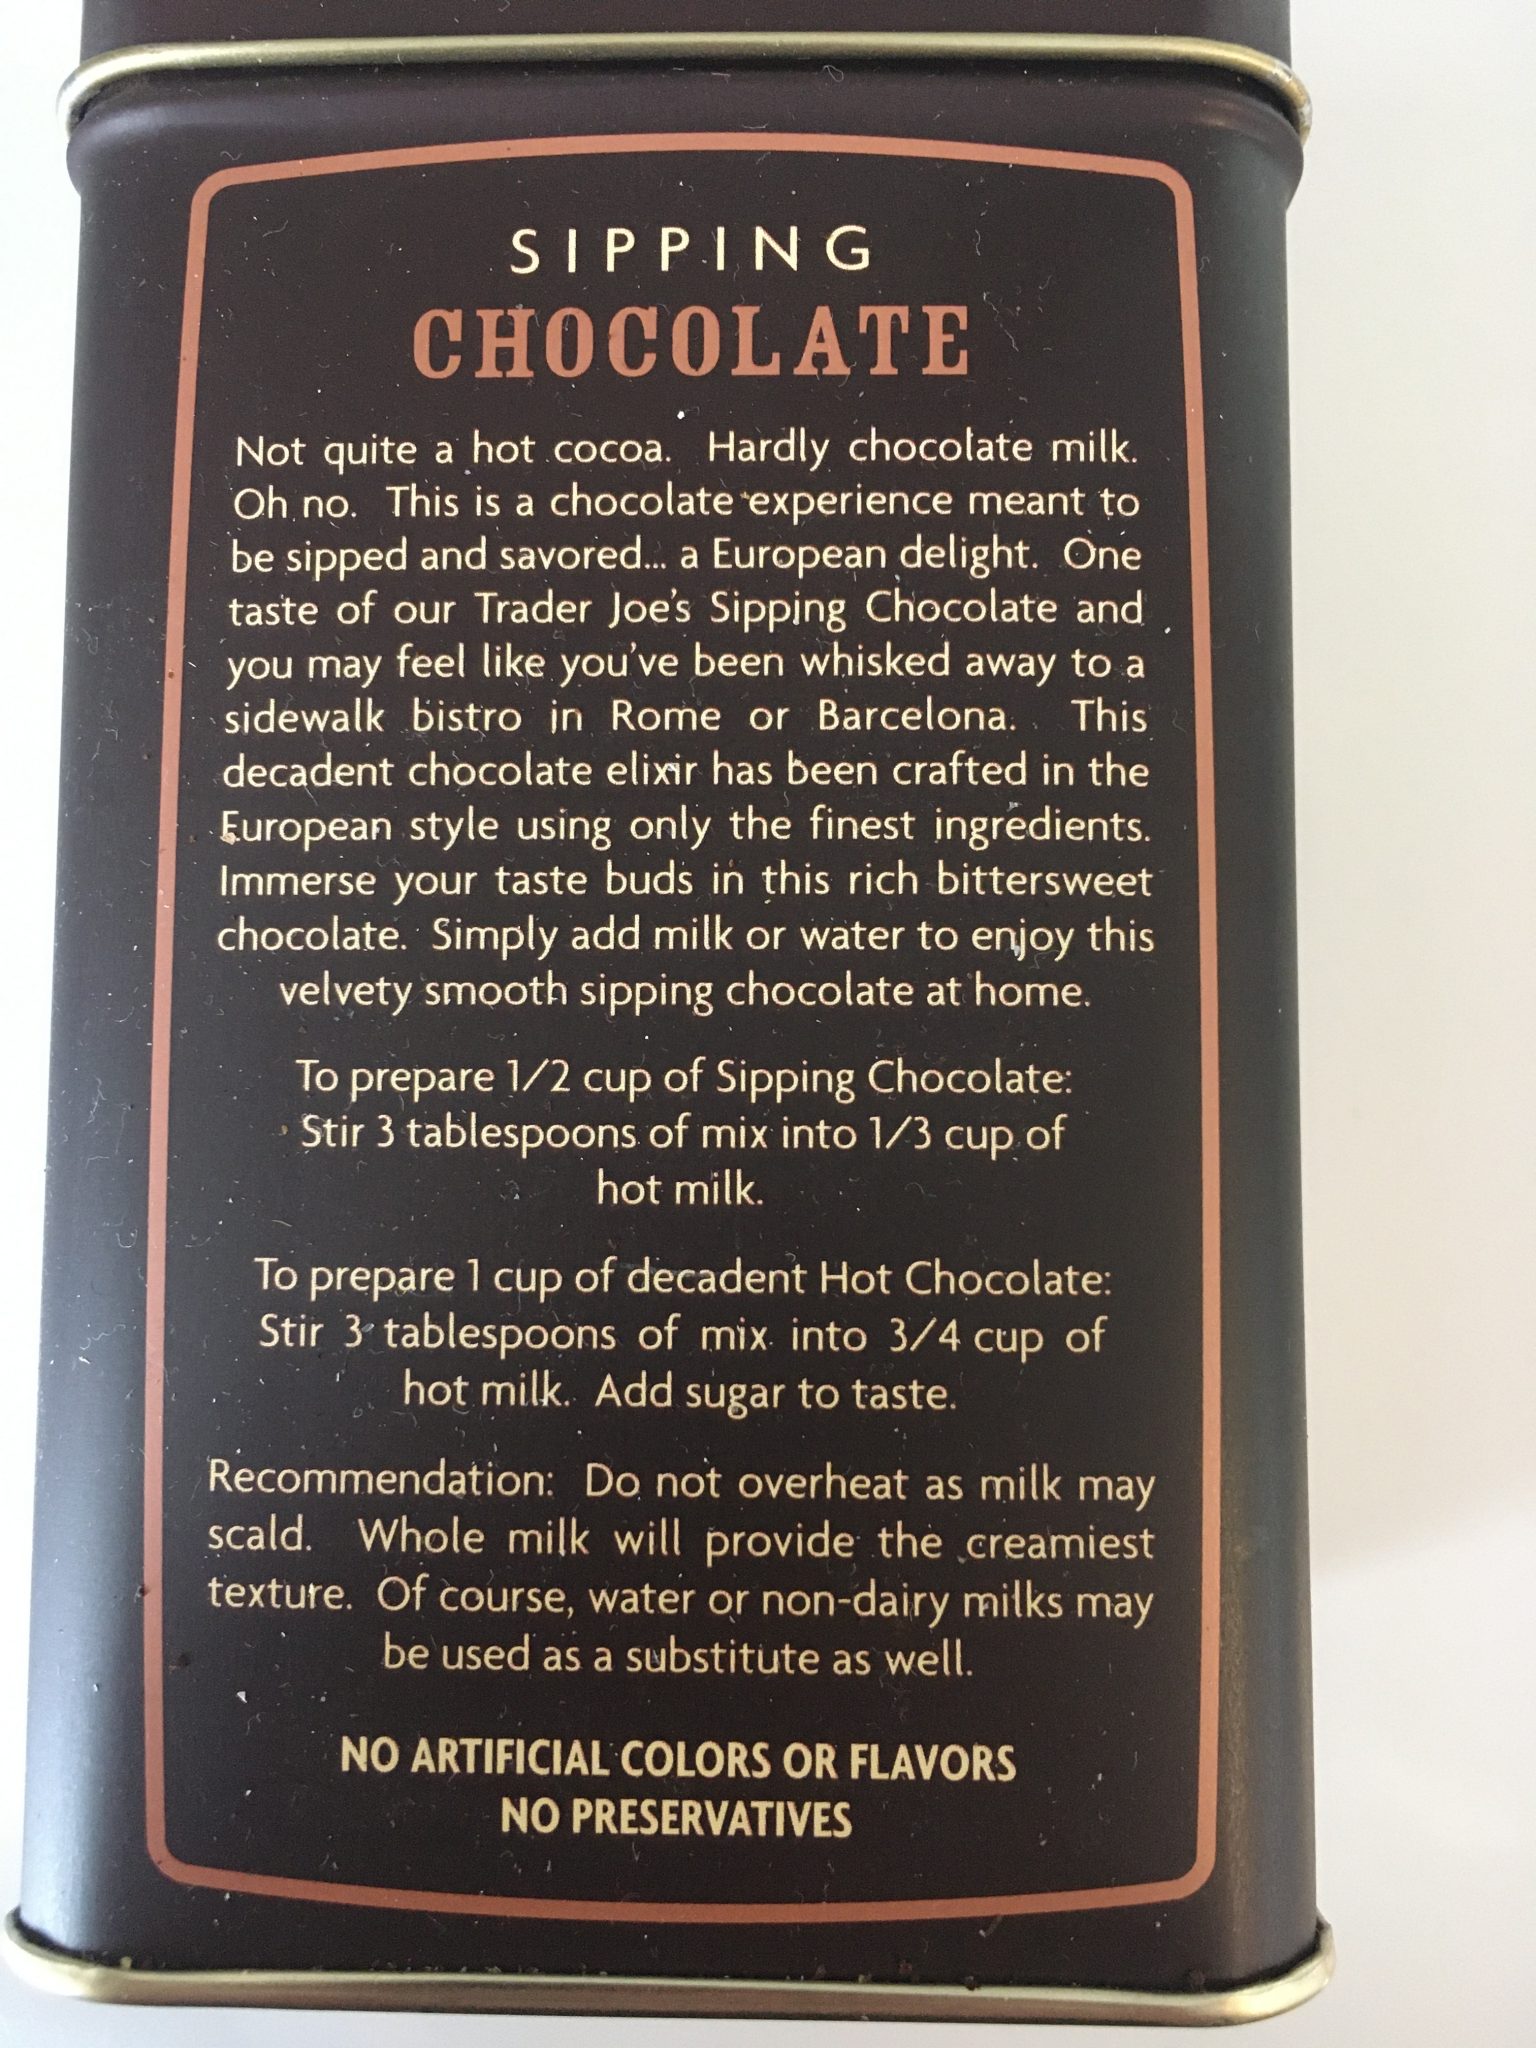 SIPPING
CHOCOLATE
Not quite a hot cocoa. Hardly chocolate milk.
Oh no. This is a chocolate experience meant to
be sipped and savored... a European delight. One
taste of our Trader Joe's Sipping Chocolate and
you may feel like you've been whisked away to a
sidewalk bistro in Rome or Barcelona. This
decadent chocolate elixir has been crafted in the
European style using only the finest ingredients.
Immerse your taste buds in this rich bittersweet
chocolate. Simply add milk or water to enjoy this
velvety smooth sipping chocolate at home.
To prepare 1/2 cup of Sipping Chocolate:
Stir 3 tablespoons of mix into 1/3 cup of
hot milk.
To prepare 1 cup of decadent Hot Chocolate:
Stir 3 tablespoons of mix into 3/4 cup of
hot milk. Add sugar to taste.
Recommendation: Do not overheat as milk may
scald. Whole milk will provide the creamiest
texture. Of course, water or non-dairy milks may
be used as a substitute as well.
NO ARTIFICIAL COLORS OR FLAVORS
NO PRESERVATIVES